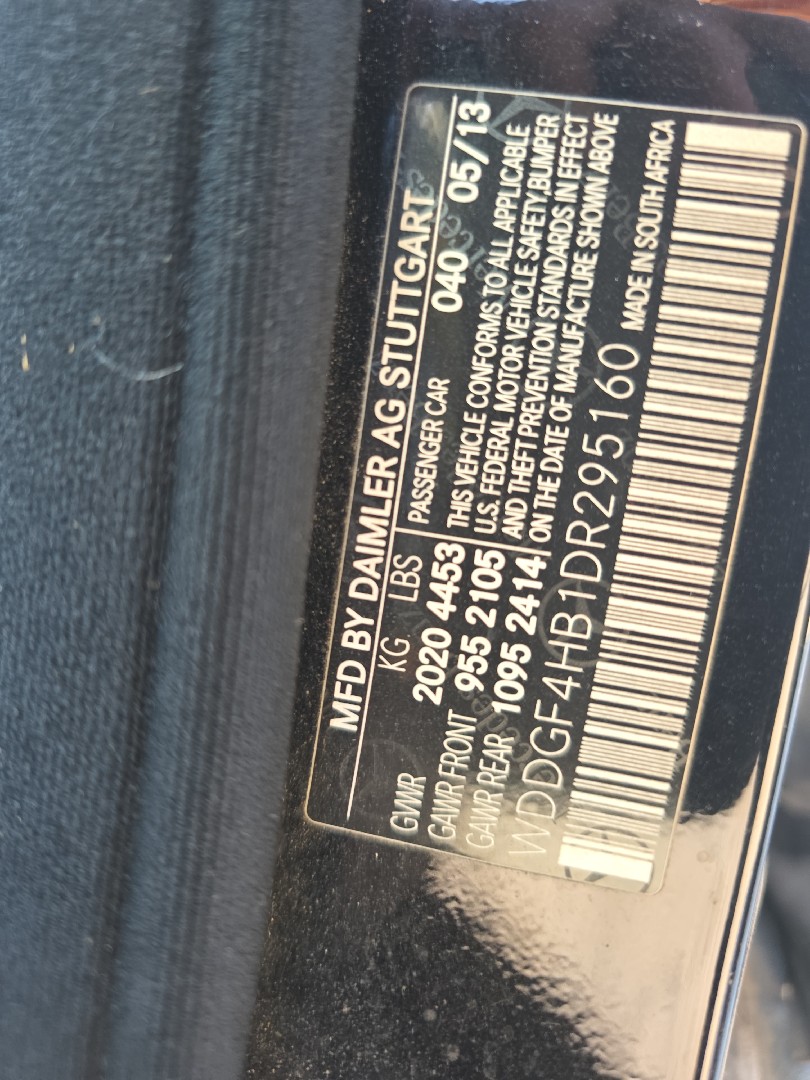 MFD BY DAIMLER AG STUTTGART
KG LBS
GWR 2020 4453
GAWR FRONT 955 2105
GAWR REAR 1095 2414
PASSENGER CAR 040 05/13
THIS VEHICLE CONFORMS TO ALL APPLICABLE
U.S. FEDERAL MOTOR VEHICLE SAFETY,BUMPER
AND THEFT PREVENTION STANDARDS IN EFFECT
ON THE DATE OF MANUFACTURE SHOWN ABOVE
WDDGF4HB1DR295160 MADE IN SOUTH AFRICA